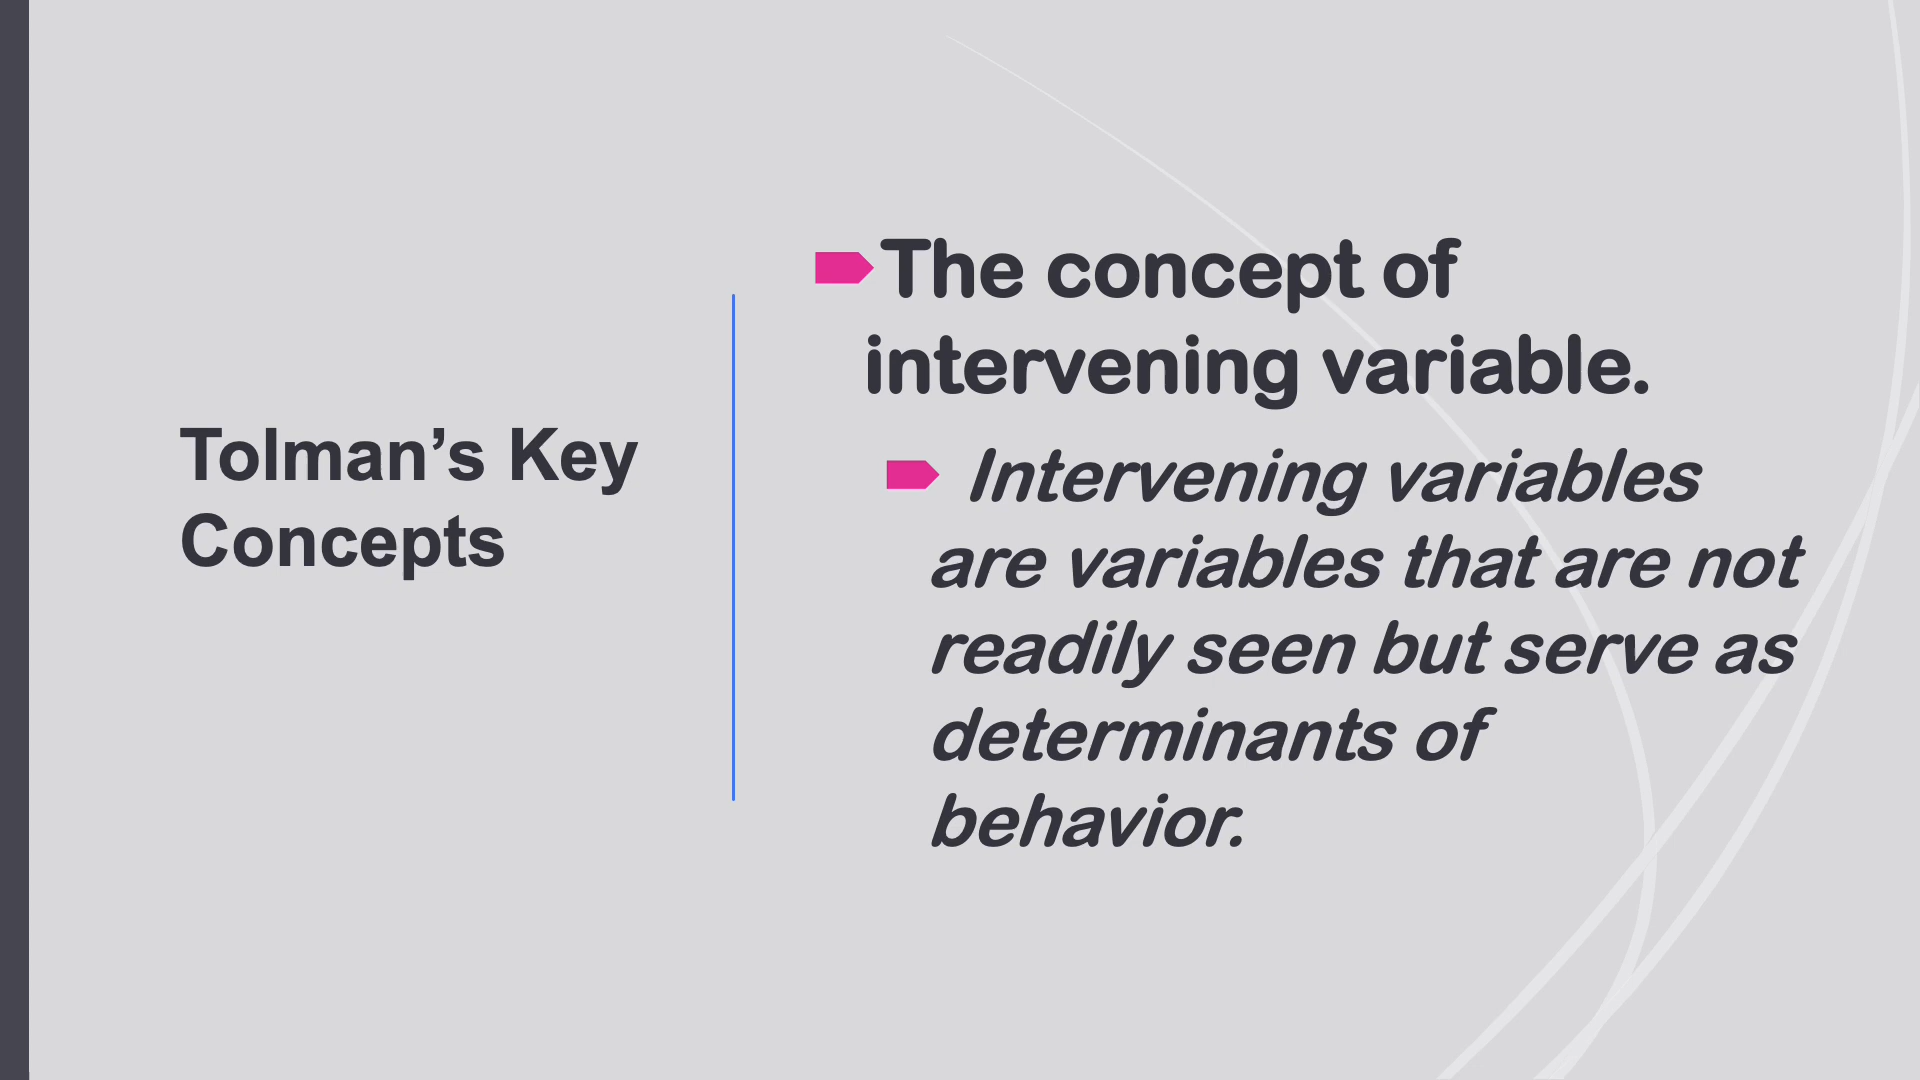 Tolman’s Key
Concepts
The concept of
intervening variable.
Intervening variables
are variables that are not
readily seen but serve as
determinants of
behavior.